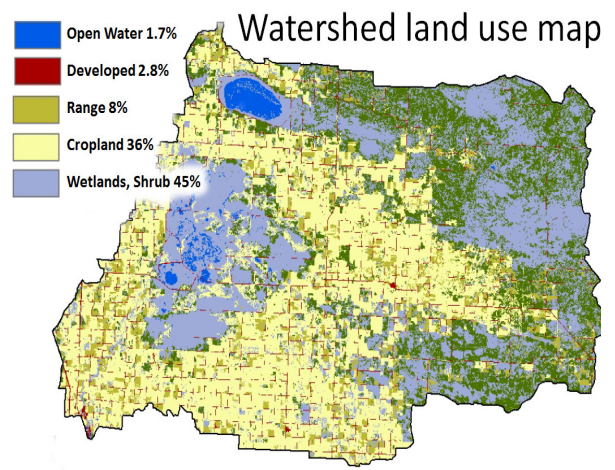 Watershed land use map
Open Water 1.7%
Developed 2.8%
Range 8%
Cropland 36%
Wetlands, Shrub 45%